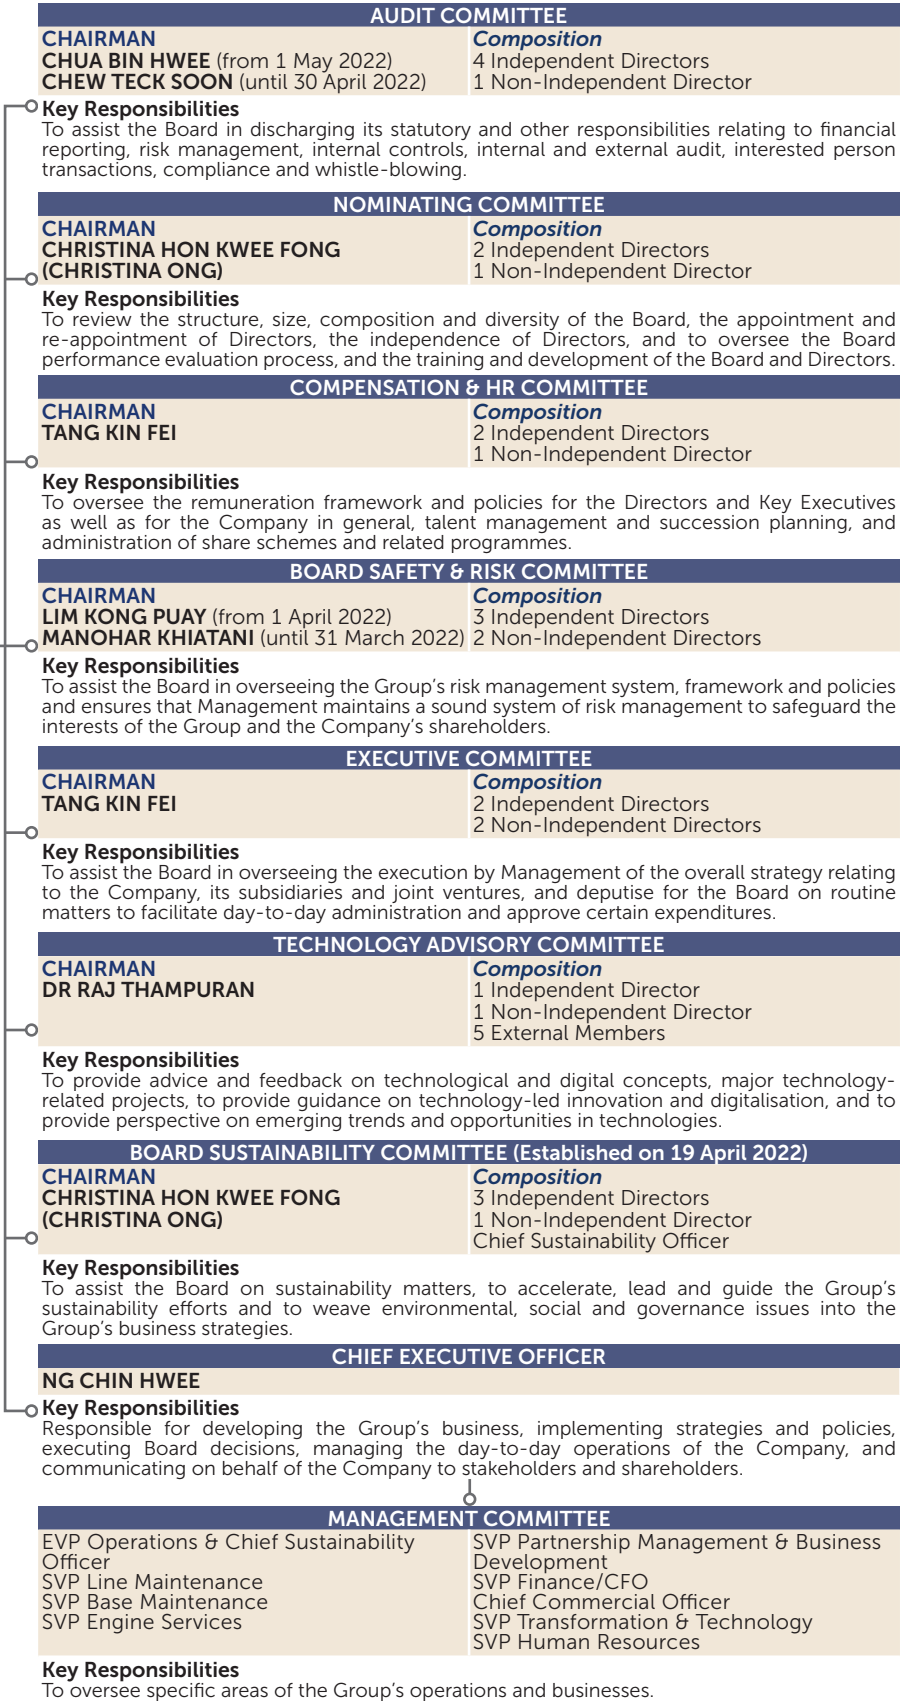 AUDIT COMMITTEE
CHAIRMAN
CHUA BIN HWEE (from 1 May 2022)
CHEW TECK SOON (until 30 April 2022)
Composition
4 Independent Directors
1 Non-Independent Director
Key Responsibilities
To assist the Board in discharging its statutory and other responsibilities relating to financial
reporting, risk management, internal controls, internal and external audit, interested person
transactions, compliance and whistle-blowing.
NOMINATING COMMITTEE
CHAIRMAN
CHRISTINA HON KWEE FONG
(CHRISTINA ONG)
Composition
2 Independent Directors
1 Non-Independent Director
Key Responsibilities
To review the structure, size, composition and diversity of the Board, the appointment and
re-appointment of Directors, the independence of Directors, and to oversee the Board
performance evaluation process, and the training and development of the Board and Directors.
COMPENSATION & HR COMMITTEE
CHAIRMAN
TANG KIN FEI
Composition
2 Independent Directors
1 Non-Independent Director
Key Responsibilities
To oversee the remuneration framework and policies for the Directors and Key Executives
as well as for the Company in general, talent management and succession planning, and
administration of share schemes and related programmes.
BOARD SAFETY & RISK COMMITTEE
CHAIRMAN
LIM KONG PUAY (from 1 April 2022)
MANOHAR KHIATANI (until 31 March 2022)
Composition
3 Independent Directors
2 Non-Independent Directors
Key Responsibilities
To assist the Board in overseeing the Group's risk management system, framework and policies
and ensures that Management maintains a sound system of risk management to safeguard the
interests of the Group and the Company's shareholders.
EXECUTIVE COMMITTEE
CHAIRMAN
TANG KIN FEI
Composition
2 Independent Directors
2 Non-Independent Directors
Key Responsibilities
To assist the Board in overseeing the execution by Management of the overall strategy relating
to the Company, its subsidiaries and joint ventures, and deputise for the Board on routine
matters to facilitate day-to-day administration and approve certain expenditures.
TECHNOLOGY ADVISORY COMMITTEE
CHAIRMAN
DR RAJ THAMPURAN
Composition
1 Independent Director
1 Non-Independent Director
5 External Members
Key Responsibilities
To provide advice and feedback on technological and digital concepts, major technology-
related projects, to provide guidance on technology-led innovation and digitalisation, and to
provide perspective on emerging trends and opportunities in technologies.
BOARD SUSTAINABILITY COMMITTEE (Established on 19 April 2022)
CHAIRMAN
CHRISTINA HON KWEE FONG
(CHRISTINA ONG)
Composition
3 Independent Directors
1 Non-Independent Director
Chief Sustainability Officer
Key Responsibilities
To assist the Board on sustainability matters, to accelerate, lead and guide the Group's
sustainability efforts and to weave environmental, social and governance issues into the
Group's business strategies.
CHIEF EXECUTIVE OFFICER
NG CHIN HWEE
Key Responsibilities
Responsible for developing the Group's business, implementing strategies and policies,
executing Board decisions, managing the day-to-day operations of the Company, and
communicating on behalf of the Company to stakeholders and shareholders.
MANAGEMENT COMMITTEE
EVP Operations & Chief Sustainability
Officer
SVP Line Maintenance
SVP Base Maintenance
SVP Engine Services
SVP Partnership Management & Business
Development
SVP Finance/CFO
Chief Commercial Officer
SVP Transformation & Technology
SVP Human Resources
Key Responsibilities
To oversee specific areas of the Group's operations and businesses.